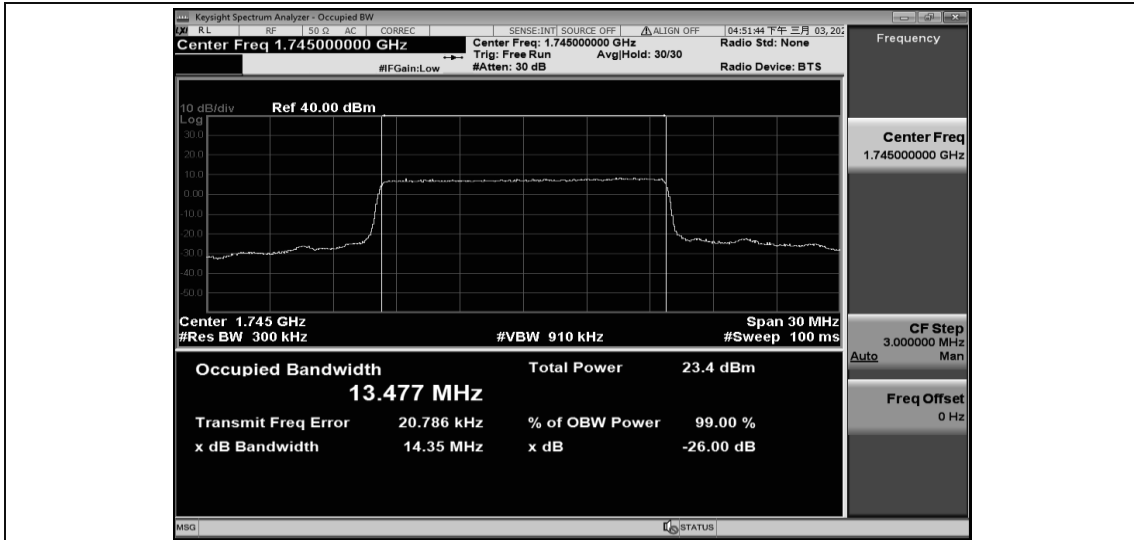 Keysight Spectrum Analyzer - Occupied BW
LXI RL RF 50 Ω AC CORREC SENSE:INT SOURCE OFF ⚠ALIGN OFF 04:51:44 下午 三月 03, 202
Center Freq 1.745000000 GHz
Center Freq: 1.745000000 GHz
Radio Std: None
Trig: Free Run Avg|Hold: 30/30
#IFGain:Low
#Atten: 30 dB
Radio Device: BTS
Frequency
10 dB/div Ref 40.00 dBm
Log
30.0
20.0
10.0
0.00
-10.0
-20.0
-30.0
-40.0
-50.0
Center Freq
1.745000000 GHz
Center 1.745 GHz Span 30 MHz
#Res BW 300 kHz #VBW 910 kHz #Sweep 100 ms
CF Step
3.000000 MHz
Auto Man
Freq Offset
0 Hz
Occupied Bandwidth Total Power 23.4 dBm
13.477 MHz
Transmit Freq Error 20.786 kHz % of OBW Power 99.00 %
x dB Bandwidth 14.35 MHz x dB -26.00 dB
MSG STATUS